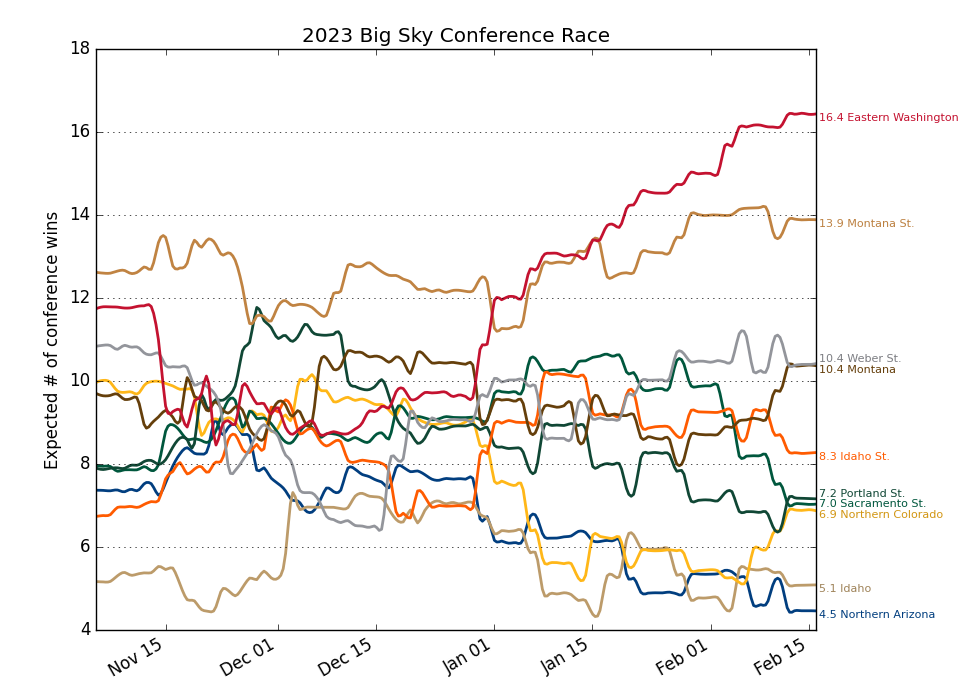 2023 Big Sky Conference Race
Expected # of conference wins
18
16
14
12
10
8
6
4
16.4 Eastern Washington
13.9 Montana St.
10.4 Weber St.
10.4 Montana
8.3 Idaho St.
7.2 Portland St.
7.0 Sacramento St.
6.9 Northern Colorado
5.1 Idaho
4.5 Northern Arizona
Nov 15
Dec 01
Dec 15
Jan 01
Jan 15
Feb 01
Feb 15